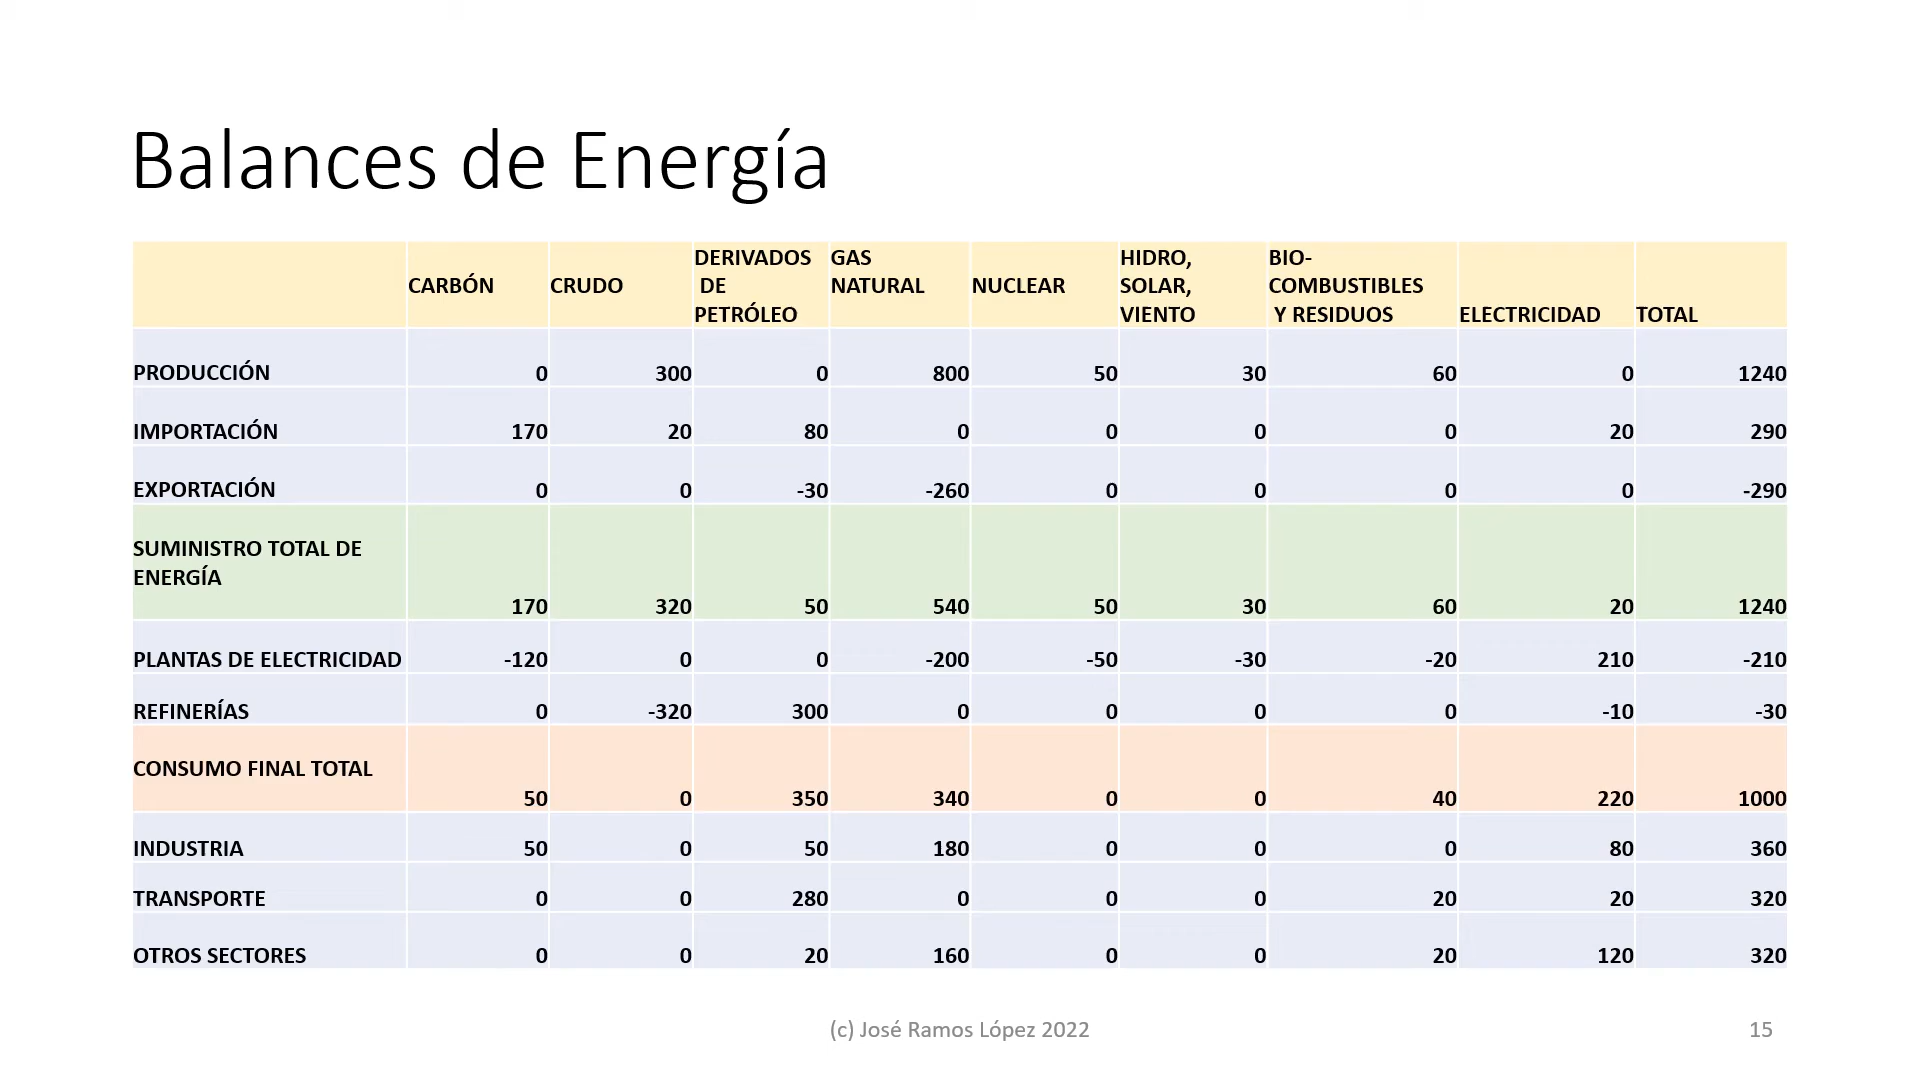 Balances de Energía
CARBÓN CRUDO DERIVADOS DE PETRÓLEO GAS NATURAL NUCLEAR HIDRO, SOLAR, VIENTO BIO-COMBUSTIBLES Y RESIDUOS ELECTRICIDAD TOTAL
PRODUCCIÓN 0 300 0 800 50 30 60 0 1240
IMPORTACIÓN 170 20 80 0 0 0 0 20 290
EXPORTACIÓN 0 0 -30 -260 0 0 0 0 -290
SUMINISTRO TOTAL DE
ENERGÍA
170 320 50 540 50 30 60 20 1240
PLANTAS DE ELECTRICIDAD -120 0 0 -200 -50 -30 -20 210 -210
REFINERÍAS 0 -320 300 0 0 0 0 -10 -30
CONSUMO FINAL TOTAL
50 0 350 340 0 0 40 220 1000
INDUSTRIA 50 0 50 180 0 0 0 80 360
TRANSPORTE 0 0 280 0 0 0 20 20 320
OTROS SECTORES 0 0 20 160 0 0 20 120 320
(c) José Ramos López 2022
15